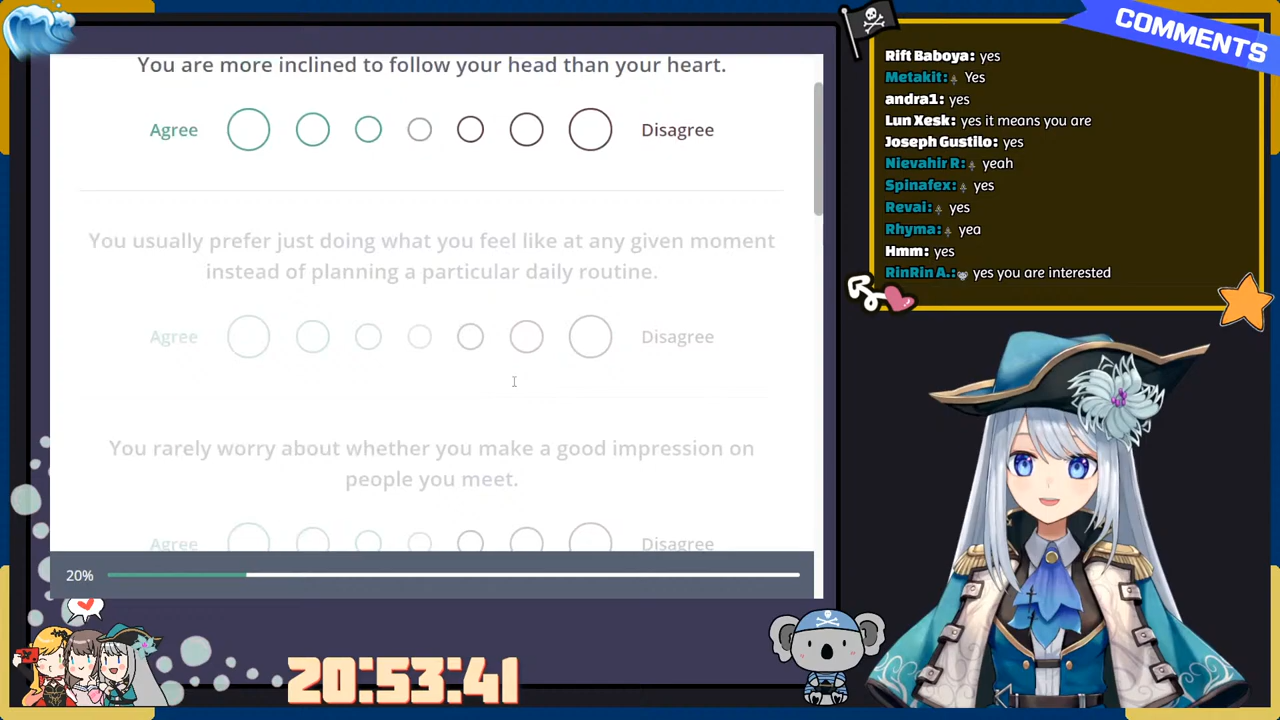 You are more inclined to follow your head than your heart.
Agree
Disagree
You usually prefer just doing what you feel like at any given moment
instead of planning a particular daily routine.
Agree
Disagree
You rarely worry about whether you make a good impression on
people you meet.
Agree
Disagree
20%
20:53:41
COMMENTS
Rift Baboya: yes
Metakit: Yes
andra1: yes
Lun Xesk: yes it means you are
Joseph Gustilo: yes
Nievahir R: yeah
Spinafex: yes
Revai: yes
Rhyma: yea
Hmm: yes
RinRin A.: yes you are interested